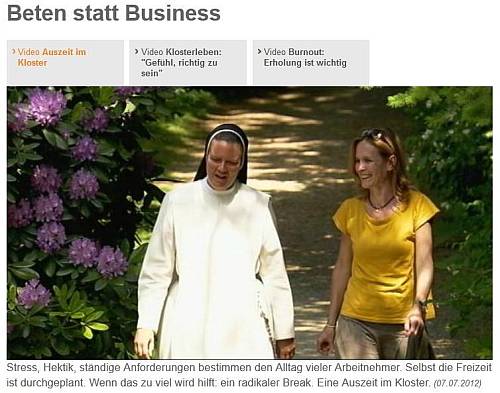 Beten statt Business
› Video Auszeit im
Kloster
› Video Klosterleben:
"Gefühl, richtig zu
sein"
› Video Burnout:
Erholung ist wichtig
Stress, Hektik, ständige Anforderungen bestimmen den Alltag vieler Arbeitnehmer. Selbst die Freizeit
ist durchgeplant. Wenn das zu viel wird hilft: ein radikaler Break. Eine Auszeit im Kloster. (07.07.2012)